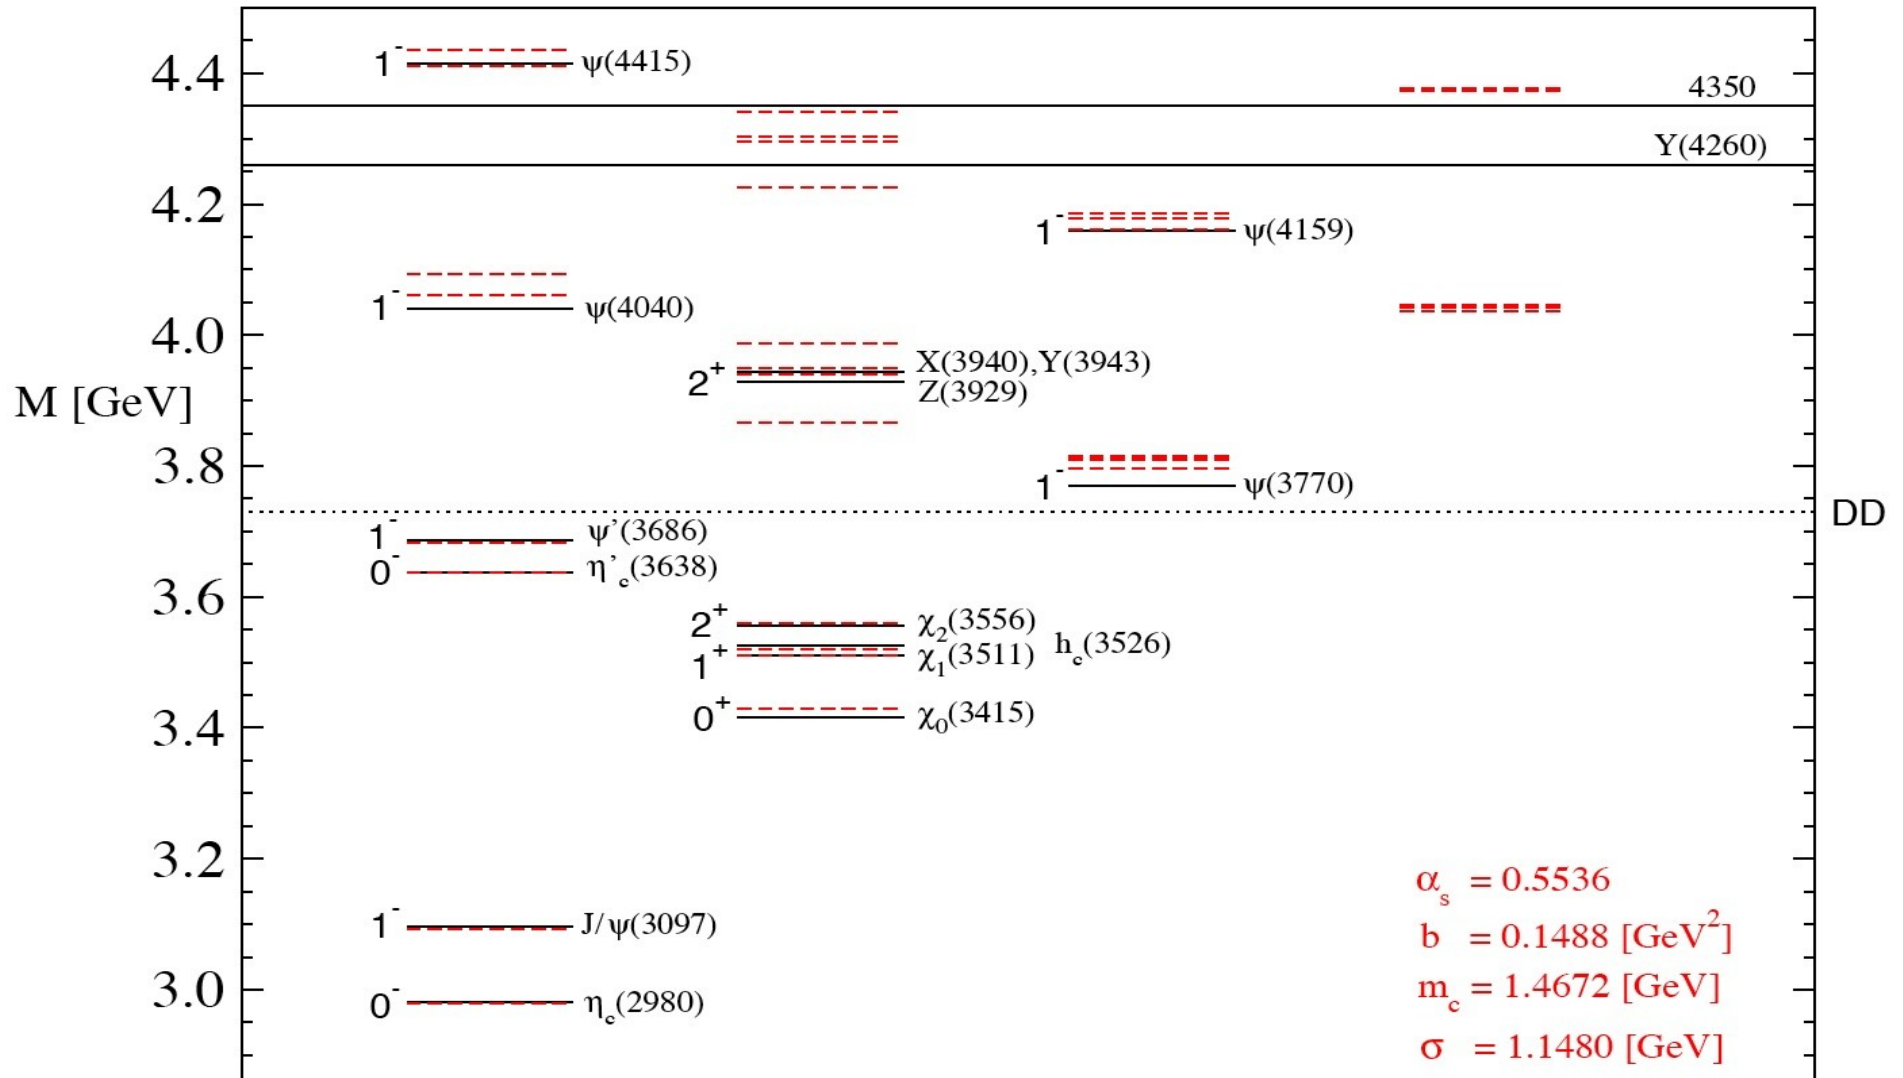 4.4
1- ψ(4415)
4350
Y(4260)
4.2
1- ψ(4159)
1- ψ(4040)
4.0
X(3940),Y(3943)
2+
Z(3929)
M [GeV]
3.8
1- ψ(3770)
DD
1- ψ'(3686)
0- η'c(3638)
3.6
2+ χ2(3556)
hc(3526)
1+ χ1(3511)
0+ χ0(3415)
3.4
3.2
αs = 0.5536
1- J/ψ(3097)
b = 0.1488 [GeV2]
3.0
mc = 1.4672 [GeV]
0- ηc(2980)
σ = 1.1480 [GeV]